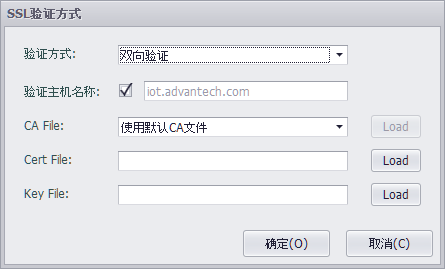 SSL验证方式
验证方式: 双向验证
验证主机名称: iot.advantech.com
CA File: 使用默认CA文件 Load
Cert File: Load
Key File: Load
确定(O) 取消(C)